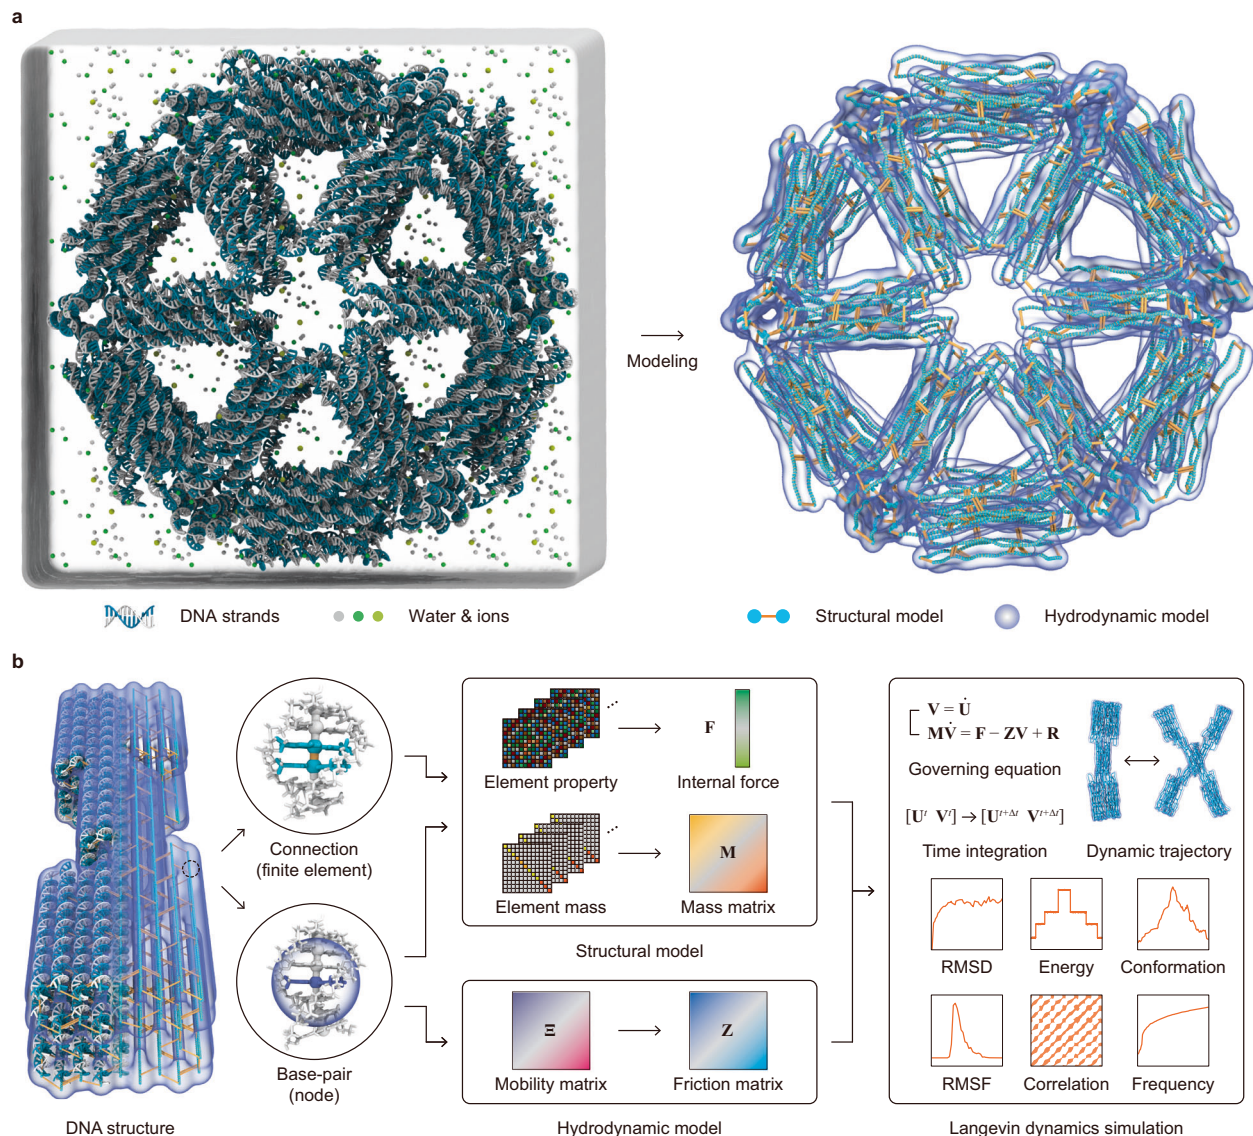 a
Modeling
DNA strands
Water & ions
Structural model
Hydrodynamic model
b
DNA structure
Connection
(finite element)
Base-pair
(node)
Element property
...
F
Internal force
Element mass
...
M
Mass matrix
Structural model
Ξ
Mobility matrix
Z
Friction matrix
Hydrodynamic model
V = U̇
MV̇ = F − ZV + R
Governing equation
[Uᵗ Vᵗ] → [Uᵗ⁺ᐩΔᵗ Vᵗ⁺Δᵗ]
Time integration
Dynamic trajectory
RMSD
Energy
Conformation
RMSF
Correlation
Frequency
Langevin dynamics simulation